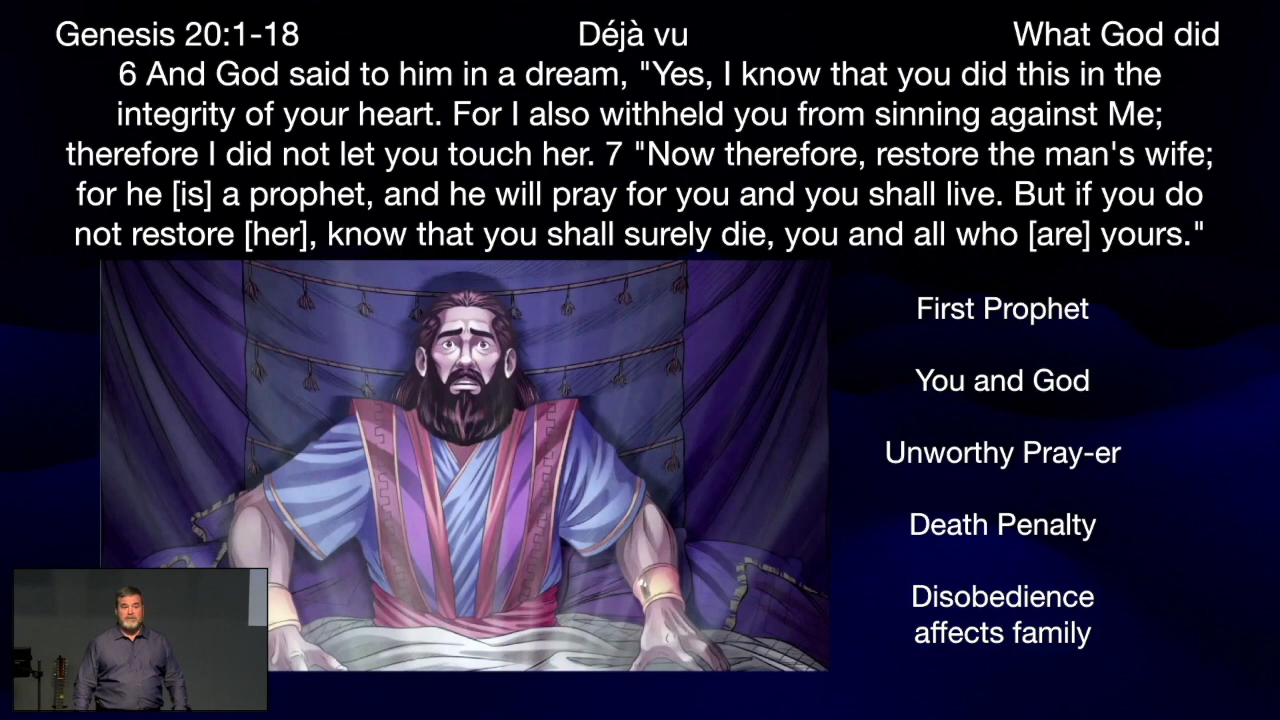 Genesis 20:1-18 Déjà vu What God did
6 And God said to him in a dream, "Yes, I know that you did this in the
integrity of your heart. For I also withheld you from sinning against Me;
therefore I did not let you touch her. 7 "Now therefore, restore the man's wife;
for he [is] a prophet, and he will pray for you and you shall live. But if you do
not restore [her], know that you shall surely die, you and all who [are] yours."
First Prophet
You and God
Unworthy Pray-er
Death Penalty
Disobedience
affects family